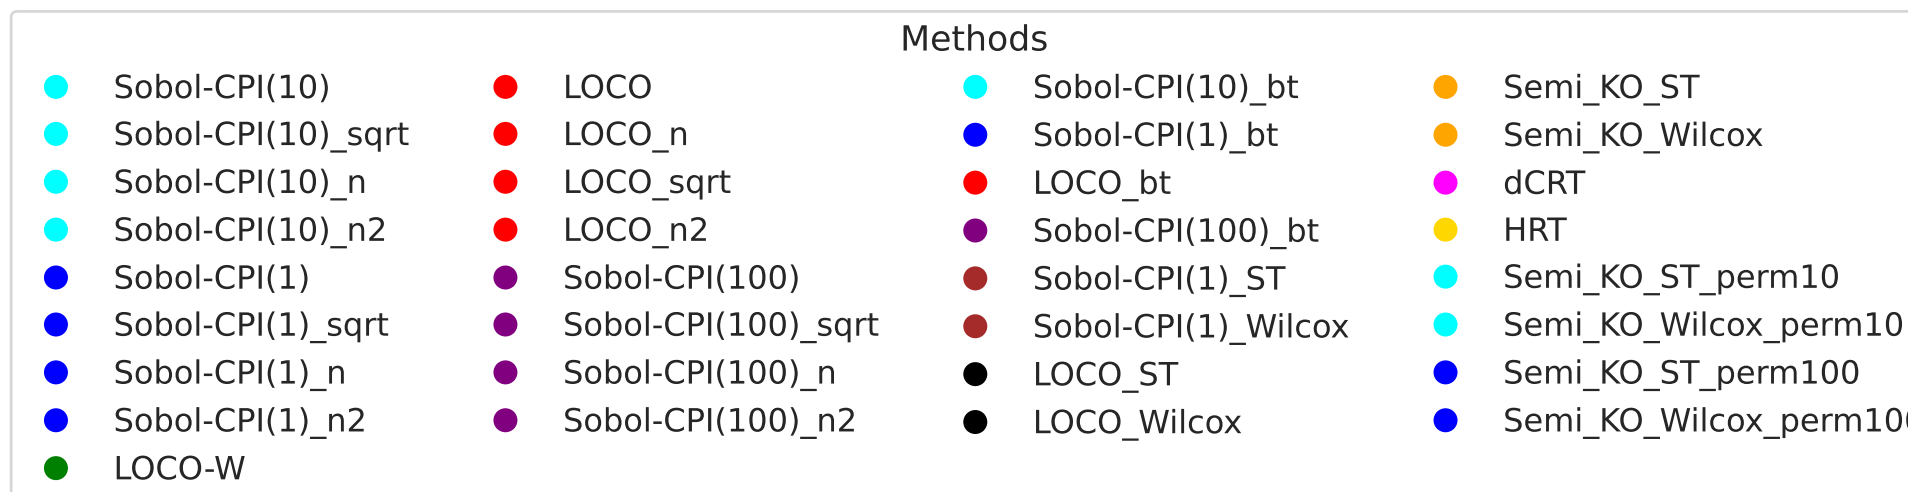 Methods
Sobol-CPI(10)
Sobol-CPI(10)_sqrt
Sobol-CPI(10)_n
Sobol-CPI(10)_n2
Sobol-CPI(1)
Sobol-CPI(1)_sqrt
Sobol-CPI(1)_n
Sobol-CPI(1)_n2
LOCO-W
LOCO
LOCO_n
LOCO_sqrt
LOCO_n2
Sobol-CPI(100)
Sobol-CPI(100)_sqrt
Sobol-CPI(100)_n
Sobol-CPI(100)_n2
Sobol-CPI(10)_bt
Sobol-CPI(1)_bt
LOCO_bt
Sobol-CPI(100)_bt
Sobol-CPI(1)_ST
Sobol-CPI(1)_Wilcox
LOCO_ST
LOCO_Wilcox
Semi_KO_ST
Semi_KO_Wilcox
dCRT
HRT
Semi_KO_ST_perm10
Semi_KO_Wilcox_perm10
Semi_KO_ST_perm100
Semi_KO_Wilcox_perm100